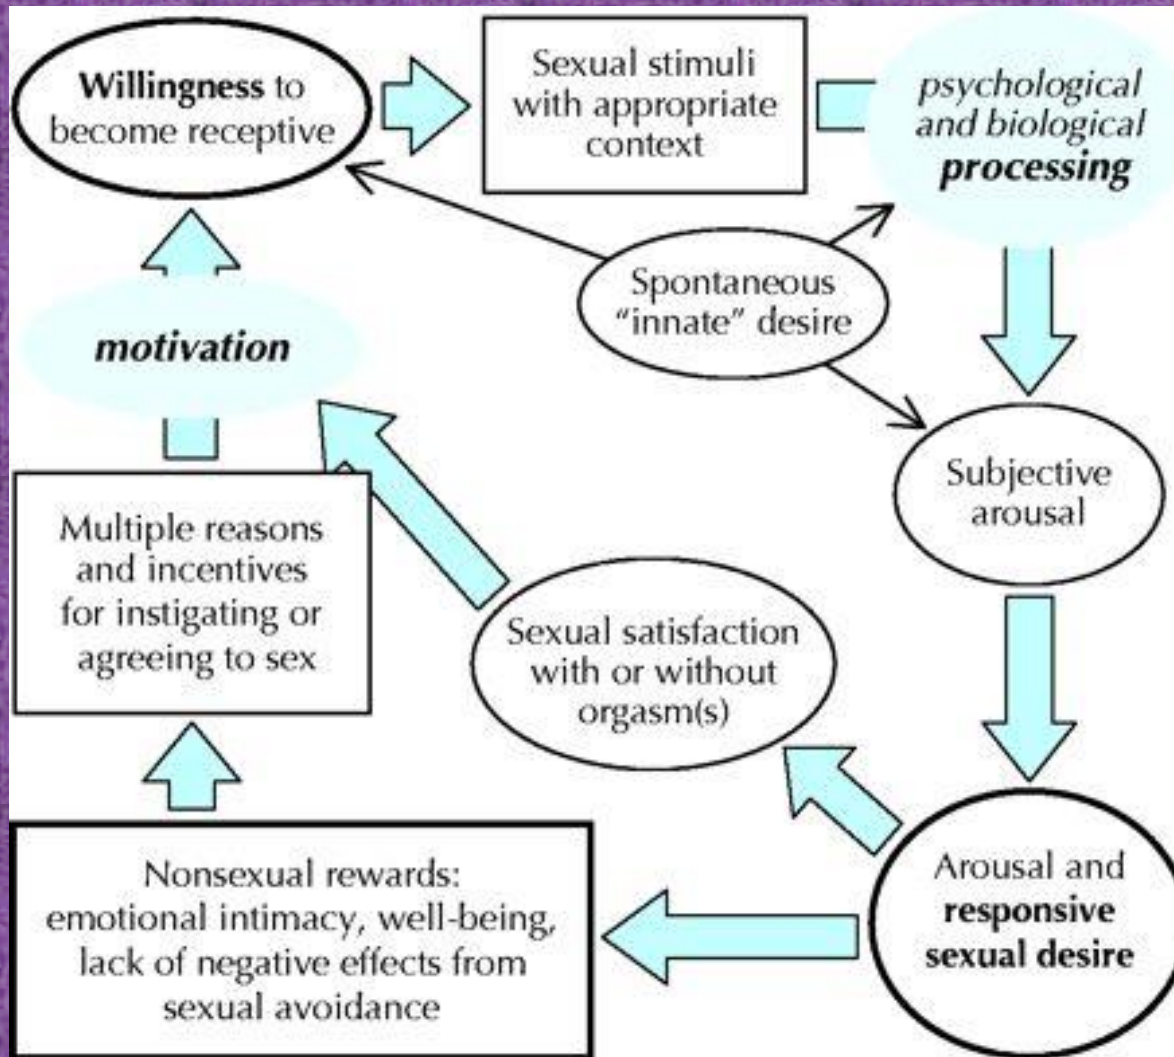 Willingness to
become receptive
Sexual stimuli
with appropriate
context
psychological
and biological
processing
Spontaneous
“innate” desire
motivation
Subjective
arousal
Multiple reasons
and incentives
for instigating or
agreeing to sex
Sexual satisfaction
with or without
orgasm(s)
Nonsexual rewards:
emotional intimacy, well-being,
lack of negative effects from
sexual avoidance
Arousal and
responsive
sexual desire